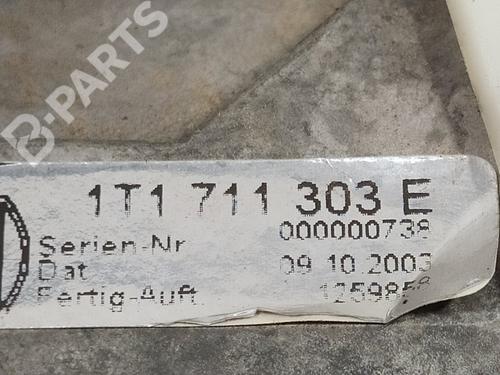 B-PARTS
1T1 711 303 E
Serien-Nr 000000738
Dat 09.10.2003
Fertig-Auft.